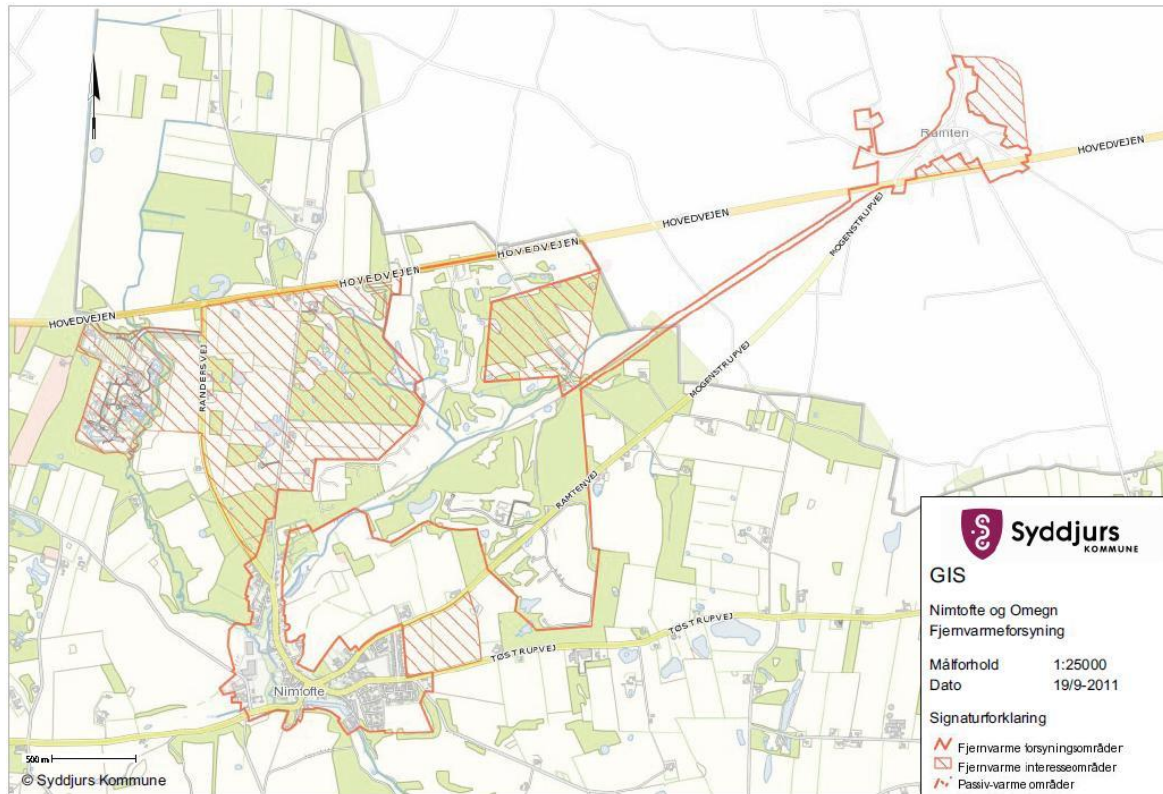 Ramten
HOVEDVEJEN
HOVEDVEJEN
MOGENSTRUPVEJ
HOVEDVEJEN
HOVEDVEJEN
HOVEDVEJEN
RANDERSVEJ
MOGENSTRUPVEJ
RAMTENVEJ
TØSTRUPVEJ
TØSTRUPVEJ
Nimtofte
500 m
© Syddjurs Kommune
Syddjurs
KOMMUNE
GIS
Nimtofte og Omegn
Fjernvarmeforsyning
Målforhold 1:25000
Dato 19/9-2011
Signaturforklaring
Fjernvarme forsyningsområder
Fjernvarme interesseområder
Passiv-varme områder